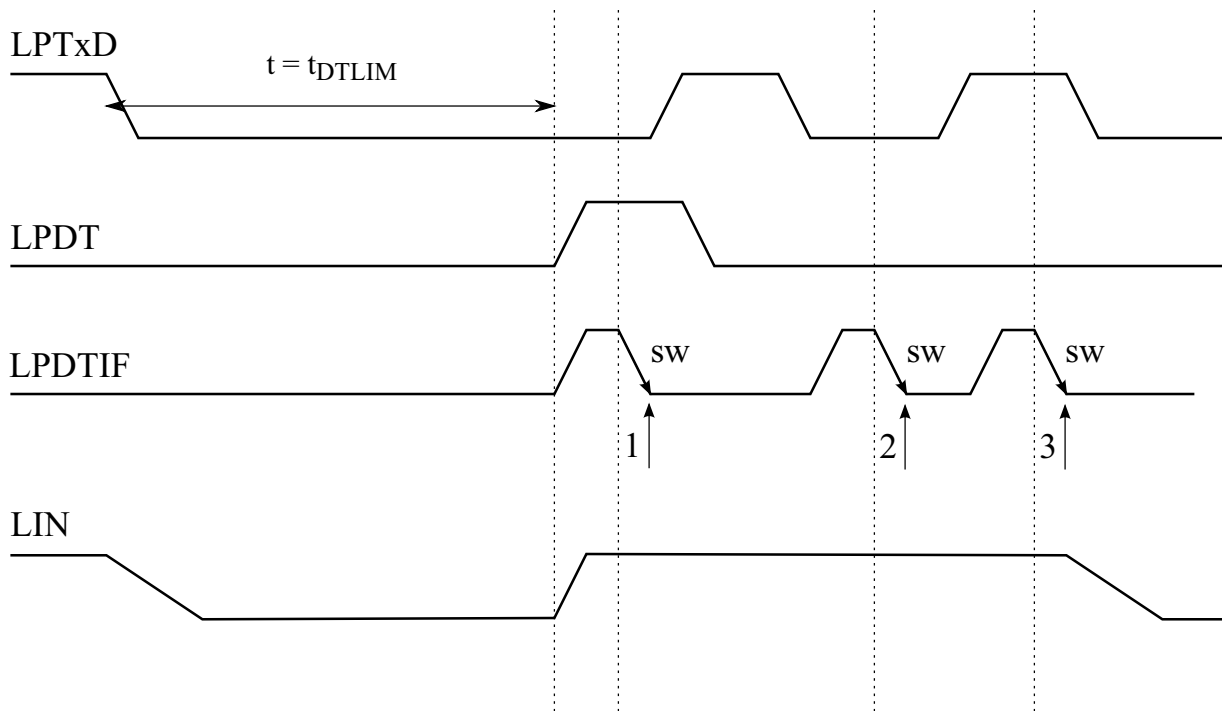 LPTxD
t = tDTLIM
LPDT
LPDTIF
sw sw sw
1 2 3
LIN